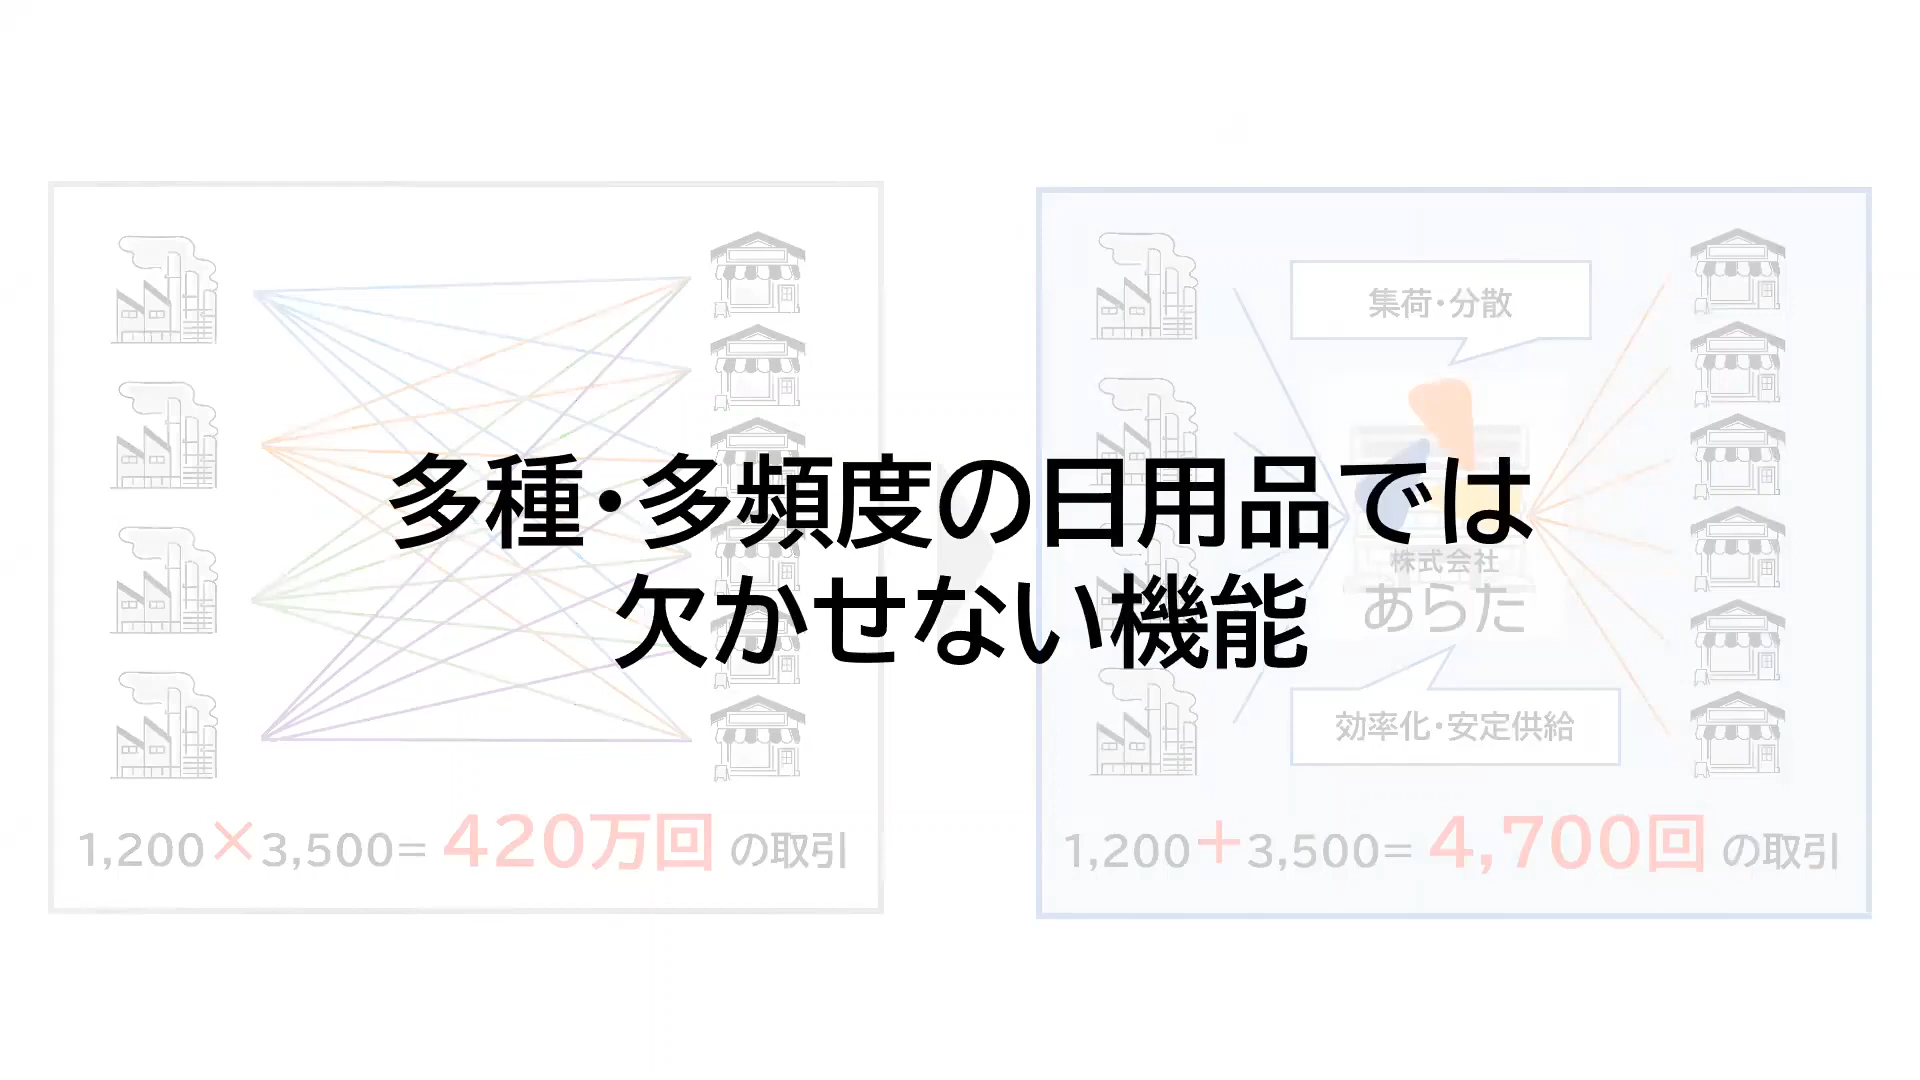 多種・多頻度の日用品では
欠かせない機能
1,200×3,500=420万回の取引
集荷・分散
株式会社
あらた
効率化・安定供給
1,200+3,500=4,700回の取引